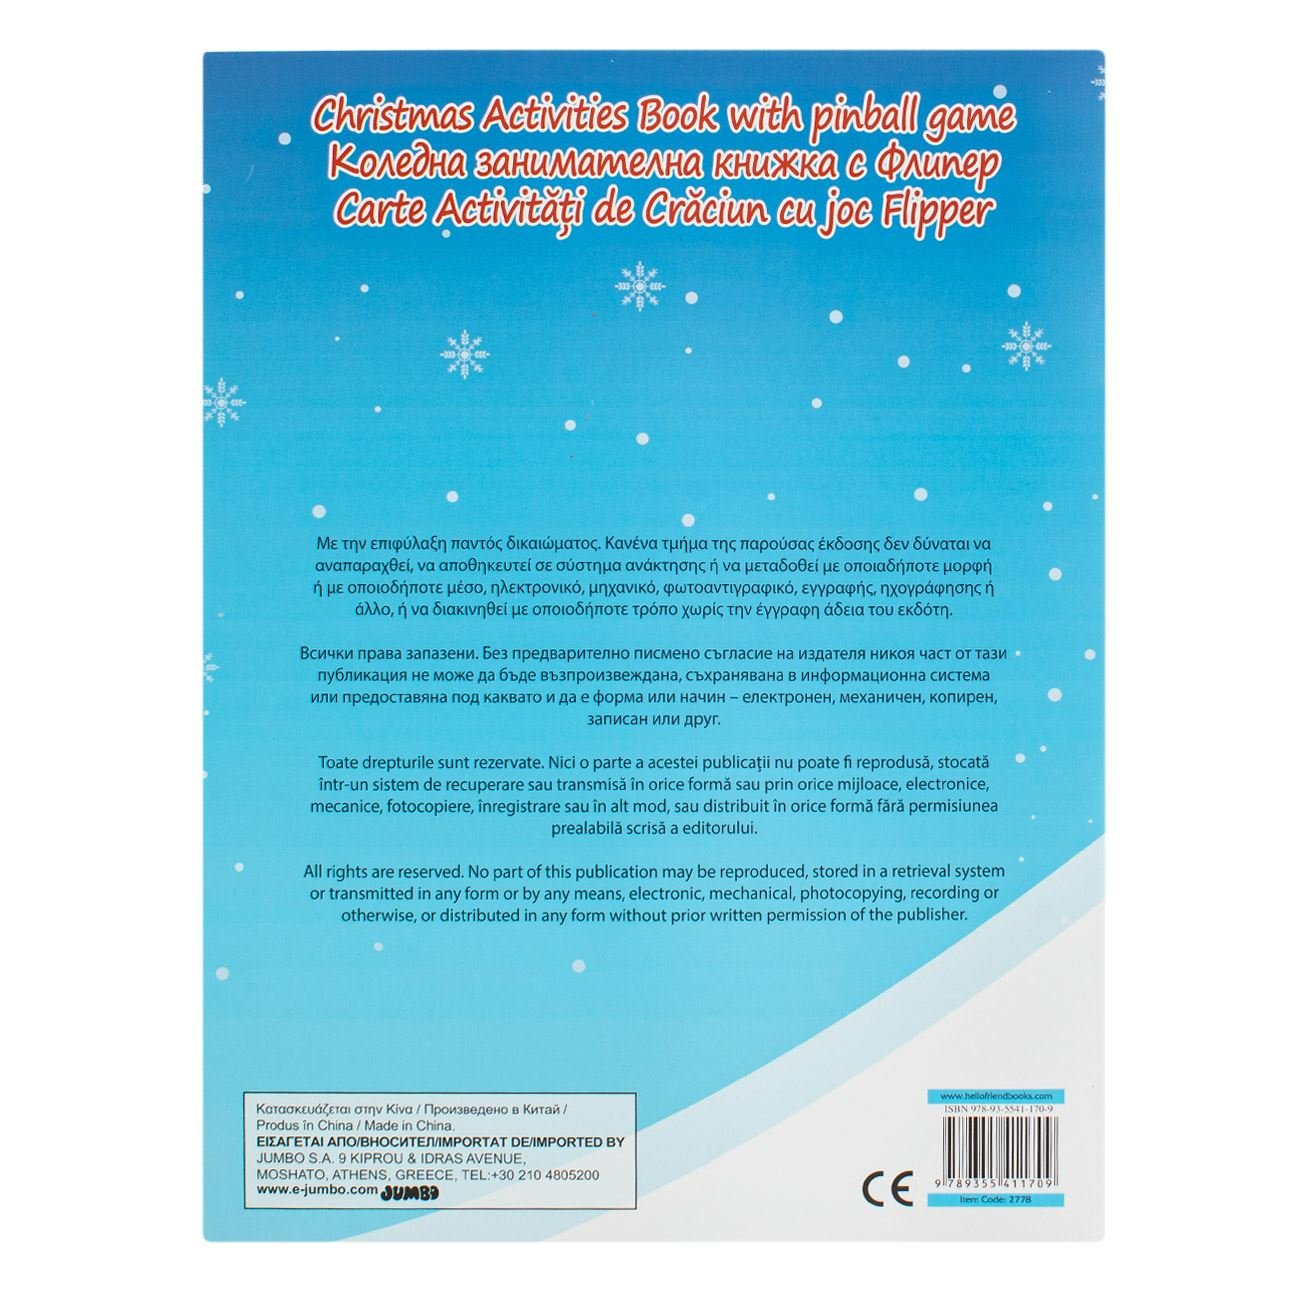 Christmas Activities Book with pinball game
Коледна занимателна книжка с Флипер
Carte Activități de Crăciun cu joc Flipper
Με την επιφύλαξη παντός δικαιώματος. Κανένα τμήμα της παρούσας έκδοσης δεν δύναται να
αναπαραχθεί, να αποθηκευτεί σε σύστημα ανάκτησης ή να μεταδοθεί με οποιαδήποτε μορφή
ή με οποιοδήποτε μέσο, ηλεκτρονικό, μηχανικό, φωτοαντιγραφικό, εγγραφής, ηχογράφησης ή
άλλο, ή να διακινηθεί με οποιοδήποτε τρόπο χωρίς την έγγραφη άδεια του εκδότη.
Всички права запазени. Без предварително писмено съгласие на издателя никоя част от тази
публикация не може да бъде възпроизвеждана, съхранявана в информационна система
или предоставяна под каквато и да е форма или начин – електронен, механичен, копирен,
записан или друг.
Toate drepturile sunt rezervate. Nici o parte a acestei publicaţii nu poate fi reprodusă, stocată
într-un sistem de recuperare sau transmisă în orice formă sau prin orice mijloace, electronice,
mecanice, fotocopiere, înregistrare sau în alt mod, sau distribuit în orice formă fără permisiunea
prealabilă scrisă a editorului.
All rights are reserved. No part of this publication may be reproduced, stored in a retrieval system
or transmitted in any form or by any means, electronic, mechanical, photocopying, recording or
otherwise, or distributed in any form without prior written permission of the publisher.
Κατασκευάζεται στην Κίνα / Произведено в Китай /
Produs în China / Made in China.
ΕΙΣΑΓΕΤΑΙ ΑΠΟ/ВНОСИТЕЛ/IMPORTAT DE/IMPORTED BY
JUMBO S.A. 9 KIPROU & IDRAS AVENUE,
MOSHATO, ATHENS, GREECE, TEL:+30 210 4805200
www.e-jumbo.com JUMBO
CE
www.hellofriendbooks.com
ISBN 978-93-5541-170-9
9 789355 411709
Item Code: 2778